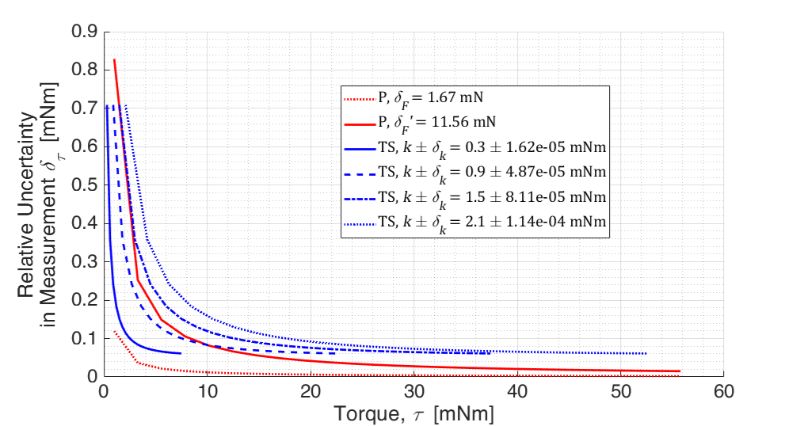 0.9
0.8
0.7
0.6
0.5
0.4
0.3
0.2
0.1
0
0 10 20 30 40 50 60
Relative Uncertainty
in Measurement δτ [mNm]
Torque, τ [mNm]
P, δF = 1.67 mN
P, δF' = 11.56 mN
TS, k ± δk = 0.3 ± 1.62e-05 mNm
TS, k ± δk = 0.9 ± 4.87e-05 mNm
TS, k ± δk = 1.5 ± 8.11e-05 mNm
TS, k ± δk = 2.1 ± 1.14e-04 mNm